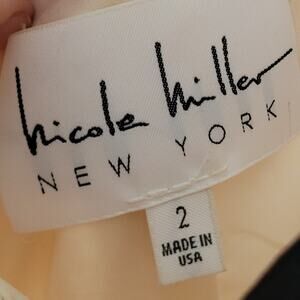 nicole miller
NEW YORK
2
MADE IN
USA